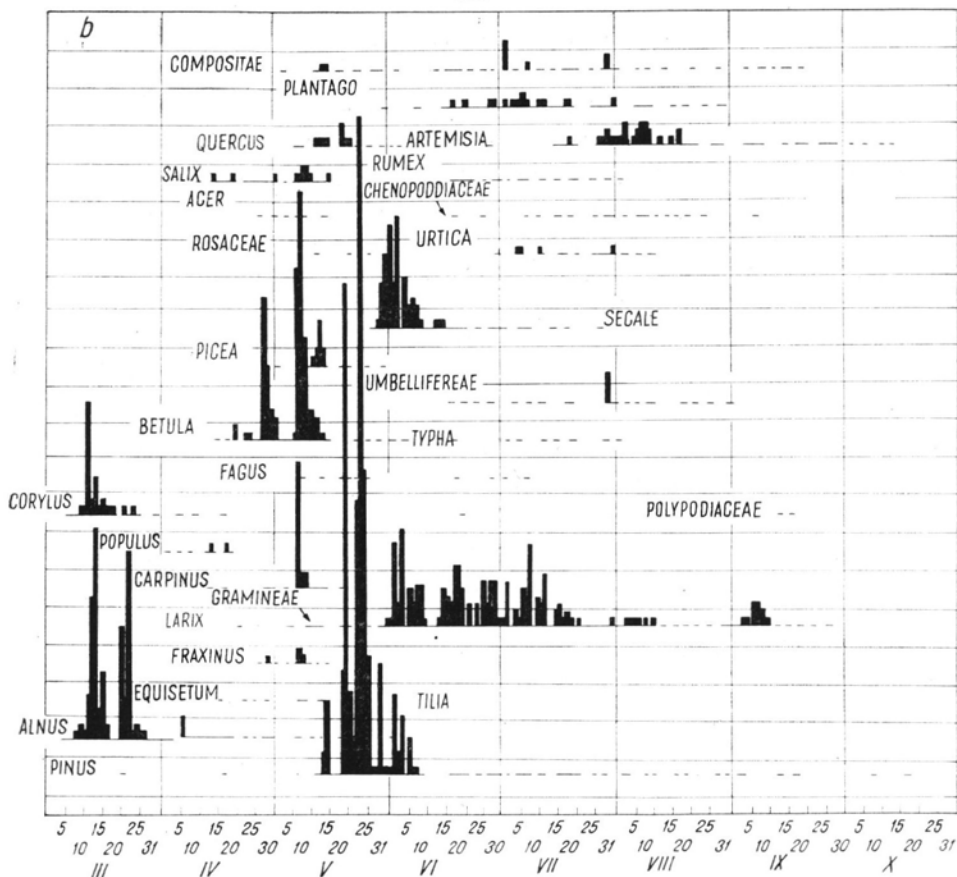 b
COMPOSITAE
PLANTAGO
QUERCUS
ARTEMISIA
SALIX
RUMEX
ACER
CHENOPODDIACEAE
ROSACEAE
URTICA
SECALE
PICEA
UMBELLIFEREAE
BETULA
TYPHA
FAGUS
CORYLUS
POLYPODIACEAE
POPULUS
CARPINUS
GRAMINEAE
LARIX
FRAXINUS
EQUISETUM
TILIA
ALNUS
PINUS
5 15 25 5 15 25 5 15 25 5 15 25 5 15 25 5 15 25 5 15 25 5 15 25
10 20 31 10 20 30 10 20 31 10 20 30 10 20 31 10 20 31 10 20 30 10 20 31
III IV V VI VII VIII IX X